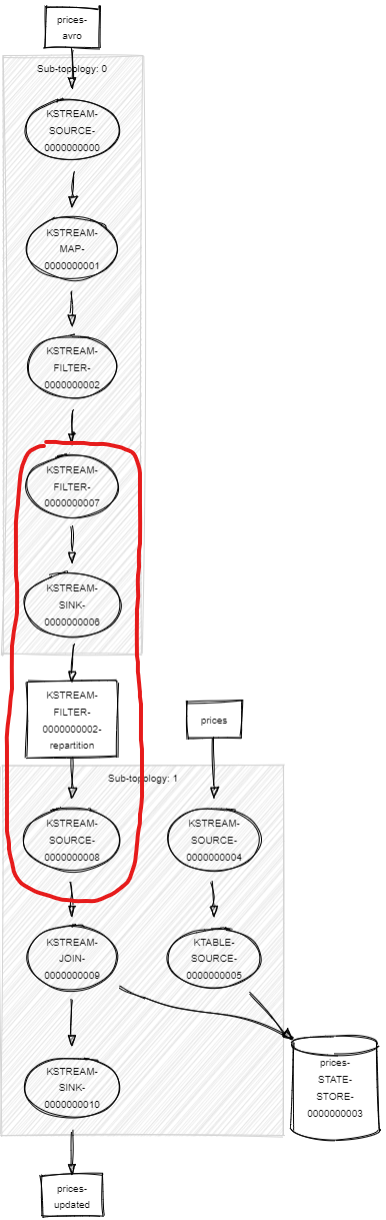 prices-
avro
Sub-topology: 0
KSTREAM-
SOURCE-
0000000000
KSTREAM-
MAP-
0000000001
KSTREAM-
FILTER-
0000000002
KSTREAM-
FILTER-
0000000007
KSTREAM-
SINK-
0000000006
KSTREAM-
FILTER-
0000000002-
repartition
prices
Sub-topology: 1
KSTREAM-
SOURCE-
0000000008
KSTREAM-
SOURCE-
0000000004
KSTREAM-
JOIN-
0000000009
KTABLE-
SOURCE-
0000000005
KSTREAM-
SINK-
0000000010
prices-
STATE-
STORE-
0000000003
prices-
updated